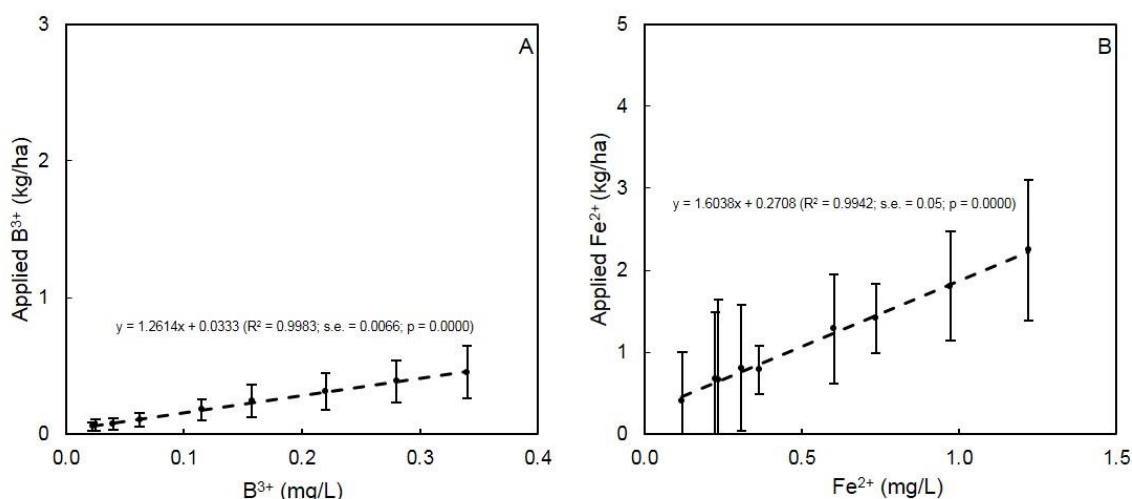 A
3
2
1
0
Applied B³⁺ (kg/ha)
y = 1.2614x + 0.0333 (R² = 0.9983; s.e. = 0.0066; p = 0.0000)
0.0 0.1 0.2 0.3 0.4
B³⁺ (mg/L)
B
5
4
3
2
1
0
Applied Fe²⁺ (kg/ha)
y = 1.6038x + 0.2708 (R² = 0.9942; s.e. = 0.05; p = 0.0000)
0.0 0.5 1.0 1.5
Fe²⁺ (mg/L)